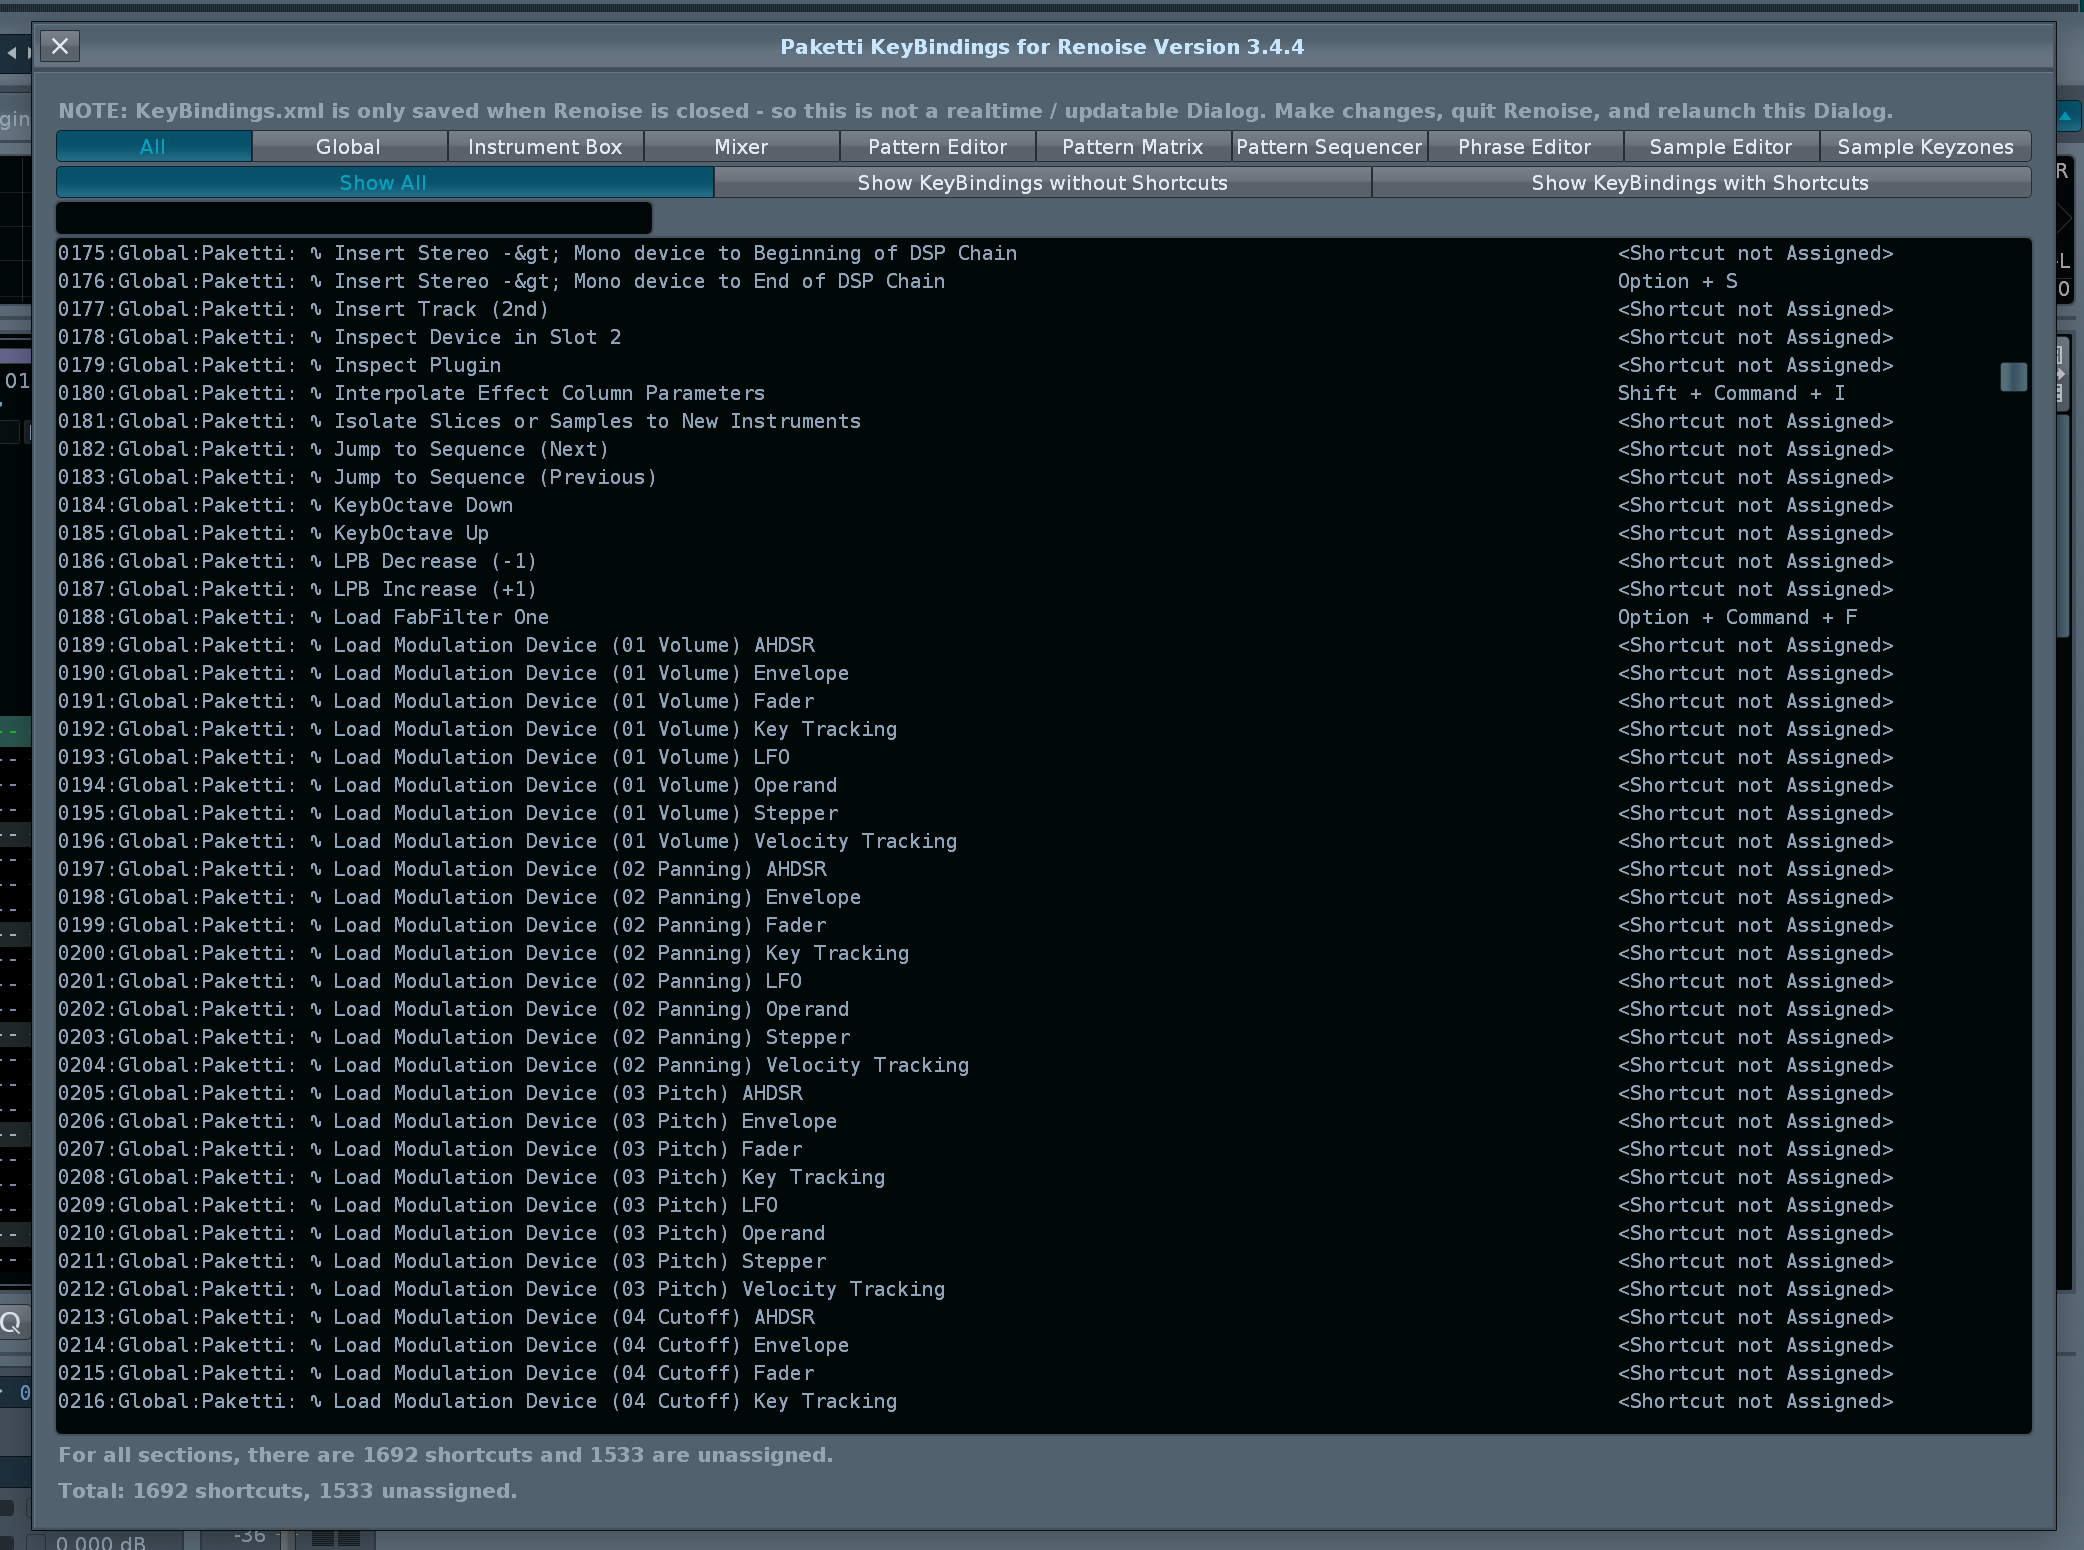 Paketti KeyBindings for Renoise Version 3.4.4
NOTE: KeyBindings.xml is only saved when Renoise is closed - so this is not a realtime / updatable Dialog. Make changes, quit Renoise, and relaunch this Dialog.
All Global Instrument Box Mixer Pattern Editor Pattern Matrix Pattern Sequencer Phrase Editor Sample Editor Sample Keyzones
Show All Show KeyBindings without Shortcuts Show KeyBindings with Shortcuts
0175:Global:Paketti: ∿ Insert Stereo -&gt; Mono device to Beginning of DSP Chain <Shortcut not Assigned>
0176:Global:Paketti: ∿ Insert Stereo -&gt; Mono device to End of DSP Chain Option + S
0177:Global:Paketti: ∿ Insert Track (2nd) <Shortcut not Assigned>
0178:Global:Paketti: ∿ Inspect Device in Slot 2 <Shortcut not Assigned>
0179:Global:Paketti: ∿ Inspect Plugin <Shortcut not Assigned>
0180:Global:Paketti: ∿ Interpolate Effect Column Parameters Shift + Command + I
0181:Global:Paketti: ∿ Isolate Slices or Samples to New Instruments <Shortcut not Assigned>
0182:Global:Paketti: ∿ Jump to Sequence (Next) <Shortcut not Assigned>
0183:Global:Paketti: ∿ Jump to Sequence (Previous) <Shortcut not Assigned>
0184:Global:Paketti: ∿ KeybOctave Down <Shortcut not Assigned>
0185:Global:Paketti: ∿ KeybOctave Up <Shortcut not Assigned>
0186:Global:Paketti: ∿ LPB Decrease (-1) <Shortcut not Assigned>
0187:Global:Paketti: ∿ LPB Increase (+1) <Shortcut not Assigned>
0188:Global:Paketti: ∿ Load FabFilter One Option + Command + F
0189:Global:Paketti: ∿ Load Modulation Device (01 Volume) AHDSR <Shortcut not Assigned>
0190:Global:Paketti: ∿ Load Modulation Device (01 Volume) Envelope <Shortcut not Assigned>
0191:Global:Paketti: ∿ Load Modulation Device (01 Volume) Fader <Shortcut not Assigned>
0192:Global:Paketti: ∿ Load Modulation Device (01 Volume) Key Tracking <Shortcut not Assigned>
0193:Global:Paketti: ∿ Load Modulation Device (01 Volume) LFO <Shortcut not Assigned>
0194:Global:Paketti: ∿ Load Modulation Device (01 Volume) Operand <Shortcut not Assigned>
0195:Global:Paketti: ∿ Load Modulation Device (01 Volume) Stepper <Shortcut not Assigned>
0196:Global:Paketti: ∿ Load Modulation Device (01 Volume) Velocity Tracking <Shortcut not Assigned>
0197:Global:Paketti: ∿ Load Modulation Device (02 Panning) AHDSR <Shortcut not Assigned>
0198:Global:Paketti: ∿ Load Modulation Device (02 Panning) Envelope <Shortcut not Assigned>
0199:Global:Paketti: ∿ Load Modulation Device (02 Panning) Fader <Shortcut not Assigned>
0200:Global:Paketti: ∿ Load Modulation Device (02 Panning) Key Tracking <Shortcut not Assigned>
0201:Global:Paketti: ∿ Load Modulation Device (02 Panning) LFO <Shortcut not Assigned>
0202:Global:Paketti: ∿ Load Modulation Device (02 Panning) Operand <Shortcut not Assigned>
0203:Global:Paketti: ∿ Load Modulation Device (02 Panning) Stepper <Shortcut not Assigned>
0204:Global:Paketti: ∿ Load Modulation Device (02 Panning) Velocity Tracking <Shortcut not Assigned>
0205:Global:Paketti: ∿ Load Modulation Device (03 Pitch) AHDSR <Shortcut not Assigned>
0206:Global:Paketti: ∿ Load Modulation Device (03 Pitch) Envelope <Shortcut not Assigned>
0207:Global:Paketti: ∿ Load Modulation Device (03 Pitch) Fader <Shortcut not Assigned>
0208:Global:Paketti: ∿ Load Modulation Device (03 Pitch) Key Tracking <Shortcut not Assigned>
0209:Global:Paketti: ∿ Load Modulation Device (03 Pitch) LFO <Shortcut not Assigned>
0210:Global:Paketti: ∿ Load Modulation Device (03 Pitch) Operand <Shortcut not Assigned>
0211:Global:Paketti: ∿ Load Modulation Device (03 Pitch) Stepper <Shortcut not Assigned>
0212:Global:Paketti: ∿ Load Modulation Device (03 Pitch) Velocity Tracking <Shortcut not Assigned>
0213:Global:Paketti: ∿ Load Modulation Device (04 Cutoff) AHDSR <Shortcut not Assigned>
0214:Global:Paketti: ∿ Load Modulation Device (04 Cutoff) Envelope <Shortcut not Assigned>
0215:Global:Paketti: ∿ Load Modulation Device (04 Cutoff) Fader <Shortcut not Assigned>
0216:Global:Paketti: ∿ Load Modulation Device (04 Cutoff) Key Tracking <Shortcut not Assigned>
For all sections, there are 1692 shortcuts and 1533 are unassigned.
Total: 1692 shortcuts, 1533 unassigned.
0.000 dB -36